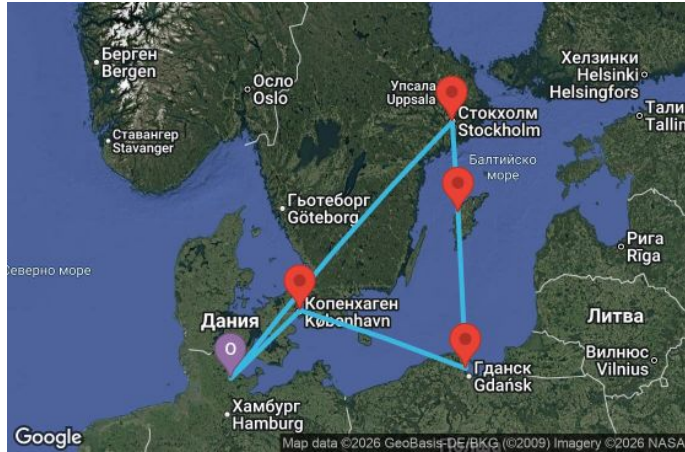 Берген
Bergen
Осло
Oslo
Ставангер
Stavanger
Упсала
Uppsala
Стокхолм
Stockholm
Хелзинки
Helsinki
Helsingfors
Тали
Tallin
Балтийско
море
Гьотеборг
Göteborg
Рига
Rīga
Северно море
Дания
Копенхаген
København
Литва
Вилнюс
Vilnius
Гданск
Gdańsk
O
Хамбург
Hamburg
Google
Map data ©2026 GeoBasis-DE/BKG (©2009) Imagery ©2026 NASA